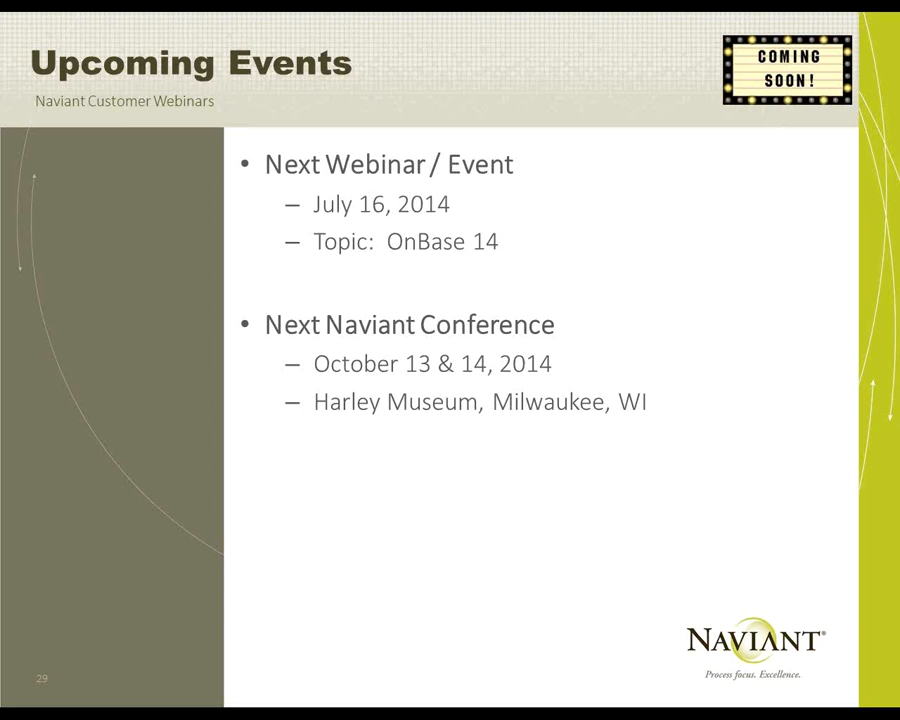 Upcoming Events
Naviant Customer Webinars
COMING
SOON!
• Next Webinar / Event
– July 16, 2014
– Topic: OnBase 14
• Next Naviant Conference
– October 13 & 14, 2014
– Harley Museum, Milwaukee, WI
NAVIANT®
Process focus. Excellence.
29